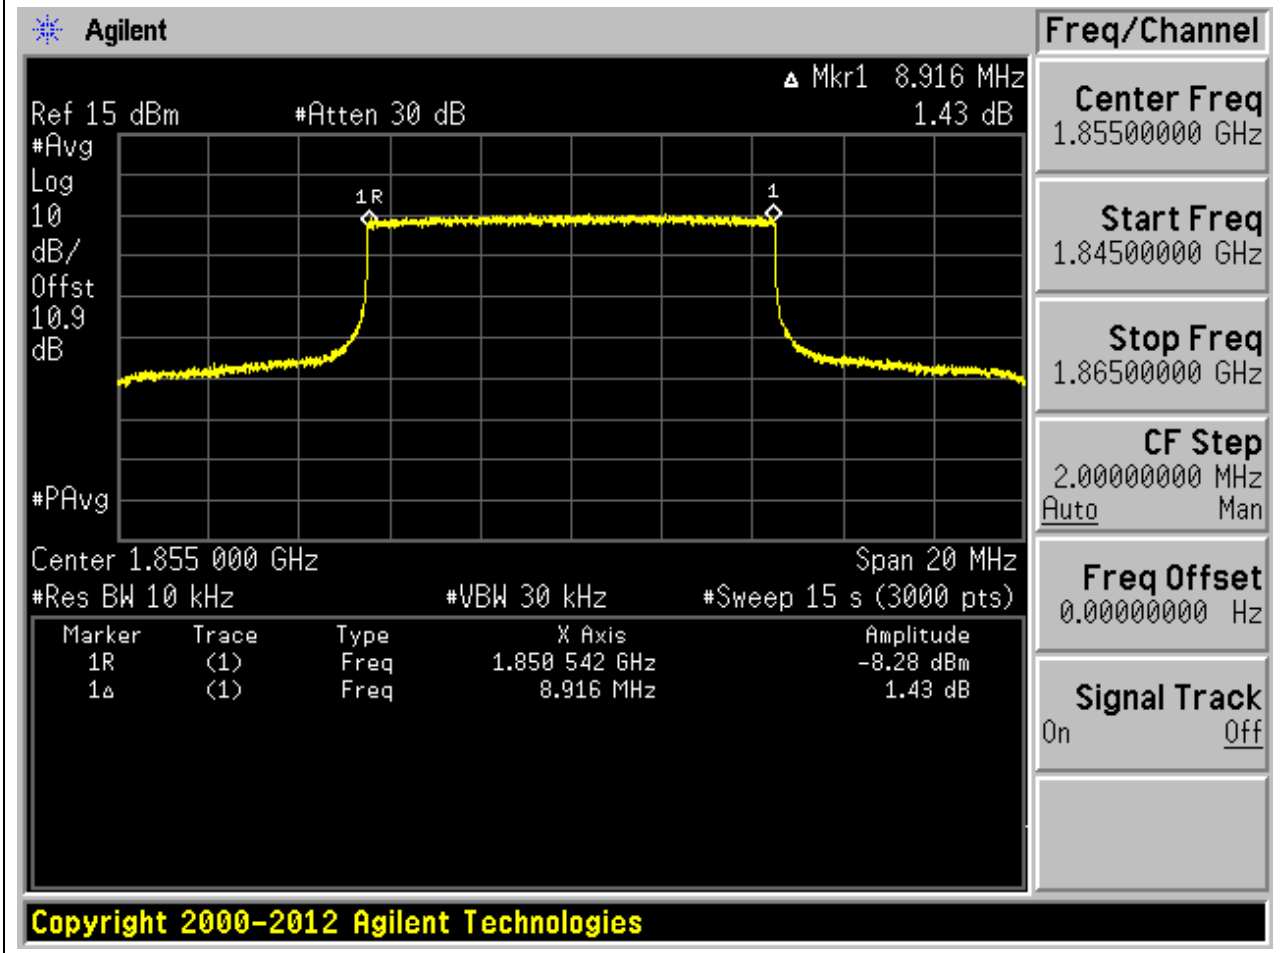 Agilent
Freq/Channel
Δ Mkr1 8.916 MHz
Ref 15 dBm #Atten 30 dB 1.43 dB
#Avg
Log
10
dB/
Offst
10.9
dB
1R
1
#PAvg
Center 1.855 000 GHz Span 20 MHz
#Res BW 10 kHz #VBW 30 kHz #Sweep 15 s (3000 pts)
Marker Trace Type X Axis Amplitude
1R (1) Freq 1.850 542 GHz -8.28 dBm
1Δ (1) Freq 8.916 MHz 1.43 dB
Center Freq
1.85500000 GHz
Start Freq
1.84500000 GHz
Stop Freq
1.86500000 GHz
CF Step
2.00000000 MHz
Auto Man
Freq Offset
0.00000000 Hz
Signal Track
On Off
Copyright 2000-2012 Agilent Technologies